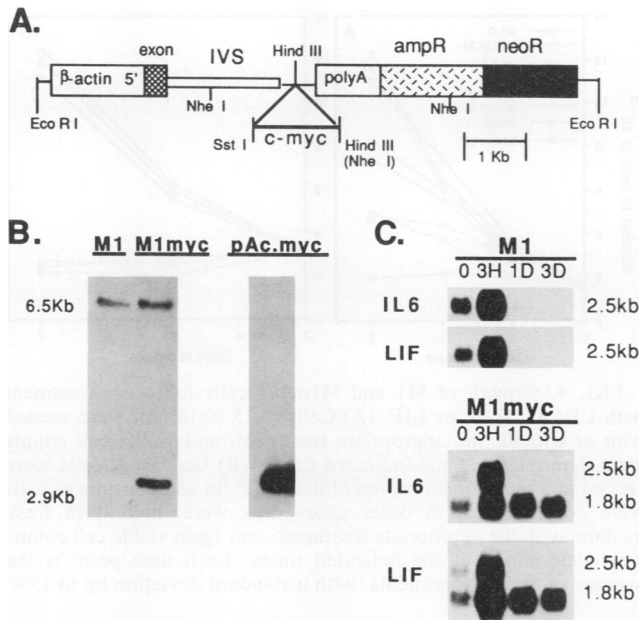 A.
exon
IVS
Hind III
ampR
neoR
β-actin 5'
polyA
Nhe I
Nhe I
Eco R I
Eco R I
Sst I
c-myc
Hind III
(Nhe I)
1 Kb
B.
M1 M1myc pAc.myc
6.5Kb
2.9Kb
C.
M1
0 3H 1D 3D
IL6 2.5kb
LIF 2.5kb
M1myc
0 3H 1D 3D
IL6
2.5kb
1.8kb
LIF
2.5kb
1.8kb